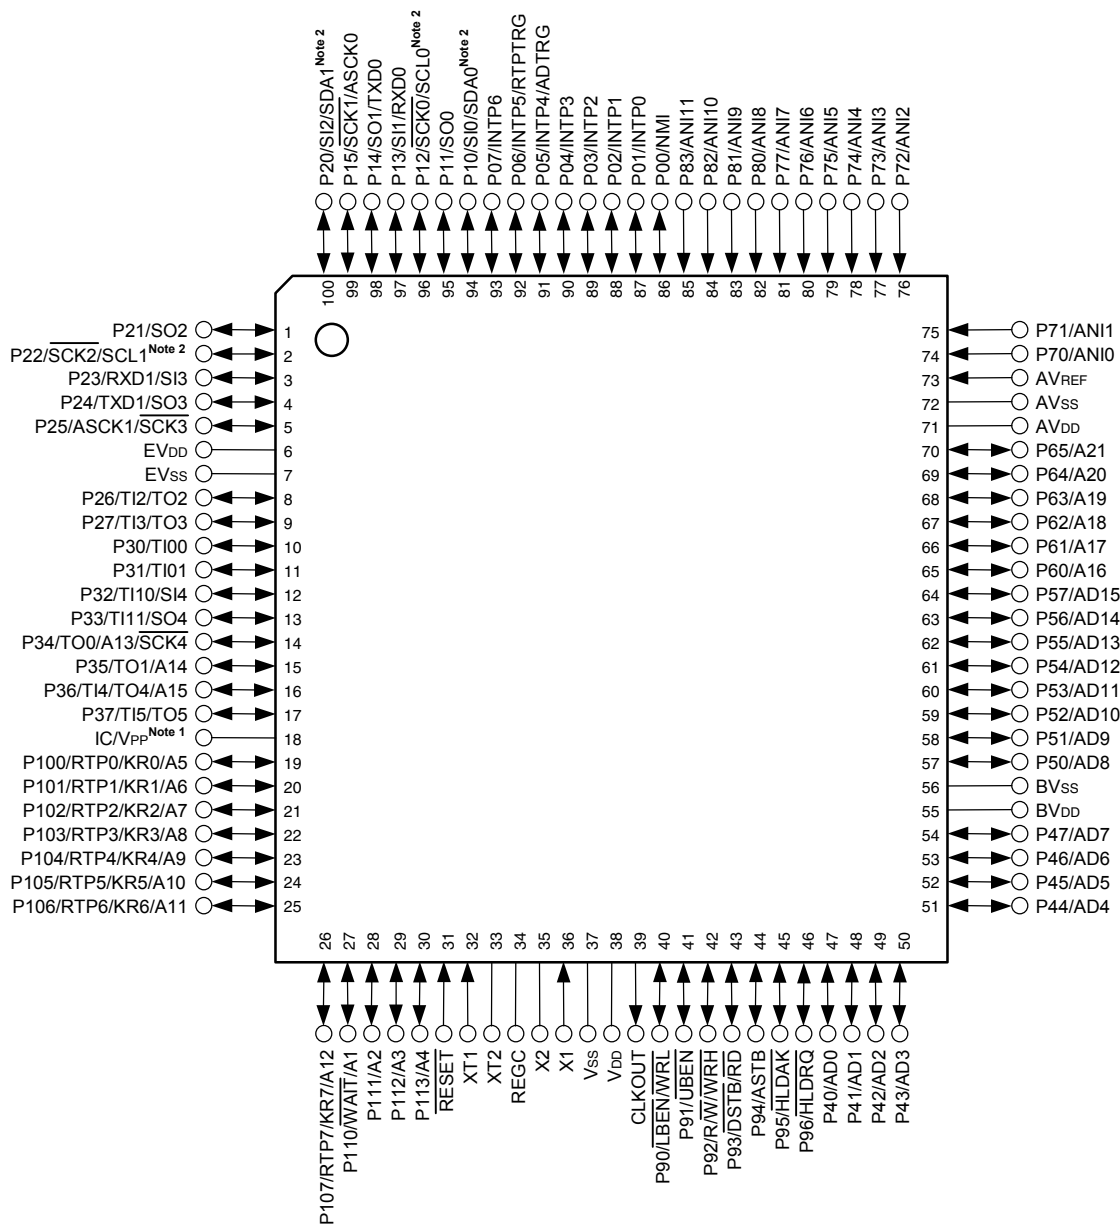 P20/SI2/SDA1Note 2
P15/SCK1/ASCK0
P14/SO1/TXD0
P13/SI1/RXD0
P12/SCK0/SCL0Note 2
P11/SO0
P10/SI0/SDA0Note 2
P07/INTP6
P06/INTP5/RTPTRG
P05/INTP4/ADTRG
P04/INTP3
P03/INTP2
P02/INTP1
P01/INTP0
P00/NMI
P83/ANI11
P82/ANI10
P81/ANI9
P80/ANI8
P77/ANI7
P76/ANI6
P75/ANI5
P74/ANI4
P73/ANI3
P72/ANI2
100 99 98 97 96 95 94 93 92 91 90 89 88 87 86 85 84 83 82 81 80 79 78 77 76
P21/SO2 1
P22/SCK2/SCL1Note 2 2
P23/RXD1/SI3 3
P24/TXD1/SO3 4
P25/ASCK1/SCK3 5
EVDD 6
EVSS 7
P26/TI2/TO2 8
P27/TI3/TO3 9
P30/TI00 10
P31/TI01 11
P32/TI10/SI4 12
P33/TI11/SO4 13
P34/TO0/A13/SCK4 14
P35/TO1/A14 15
P36/TI4/TO4/A15 16
P37/TI5/TO5 17
IC/VPPNote 1 18
P100/RTP0/KR0/A5 19
P101/RTP1/KR1/A6 20
P102/RTP2/KR2/A7 21
P103/RTP3/KR3/A8 22
P104/RTP4/KR4/A9 23
P105/RTP5/KR5/A10 24
P106/RTP6/KR6/A11 25
75 P71/ANI1
74 P70/ANI0
73 AVREF
72 AVSS
71 AVDD
70 P65/A21
69 P64/A20
68 P63/A19
67 P62/A18
66 P61/A17
65 P60/A16
64 P57/AD15
63 P56/AD14
62 P55/AD13
61 P54/AD12
60 P53/AD11
59 P52/AD10
58 P51/AD9
57 P50/AD8
56 BVSS
55 BVDD
54 P47/AD7
53 P46/AD6
52 P45/AD5
51 P44/AD4
26 27 28 29 30 31 32 33 34 35 36 37 38 39 40 41 42 43 44 45 46 47 48 49 50
P107/RTP7/KR7/A12
P110/WAIT/A1
P111/A2
P112/A3
P113/A4
RESET
XT1
XT2
REGC
X2
X1
VSS
VDD
CLKOUT
P90/LBEN/WRL
P91/UBEN
P92/R/W/WRH
P93/DSTB/RD
P94/ASTB
P95/HLDAK
P96/HLDRQ
P40/AD0
P41/AD1
P42/AD2
P43/AD3